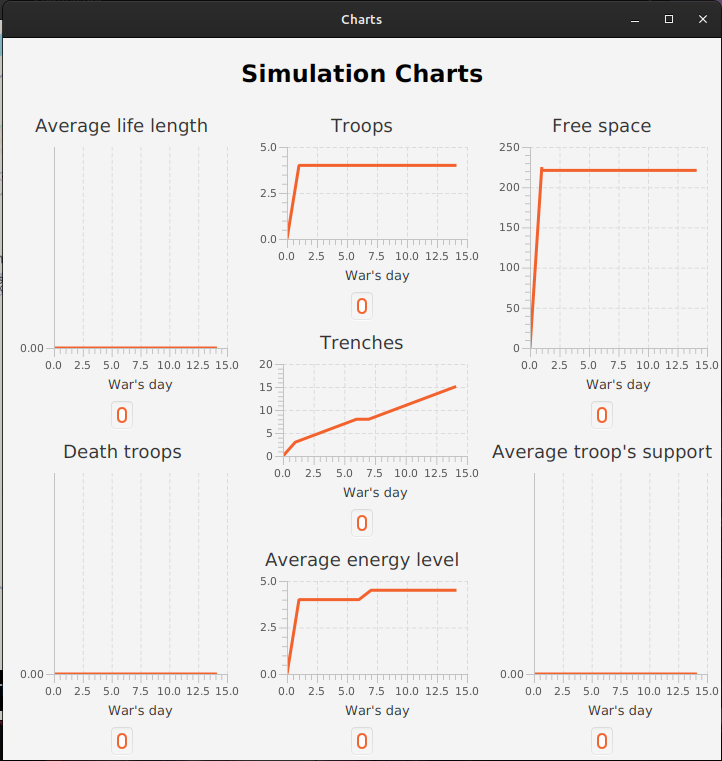 Charts
Simulation Charts
Average life length
0.00
0.0 2.5 5.0 7.5 10.0 12.5 15.0
War's day
Troops
5.0
2.5
0.0
0.0 2.5 5.0 7.5 10.0 12.5 15.0
War's day
Free space
250
200
150
100
50
0
0.0 2.5 5.0 7.5 10.0 12.5 15.0
War's day
Trenches
20
15
10
5
0
0.0 2.5 5.0 7.5 10.0 12.5 15.0
War's day
Death troops
0.00
0.0 2.5 5.0 7.5 10.0 12.5 15.0
War's day
Average energy level
5.0
2.5
0.0
0.0 2.5 5.0 7.5 10.0 12.5 15.0
War's day
Average troop's support
0.00
0.0 2.5 5.0 7.5 10.0 12.5 15.0
War's day